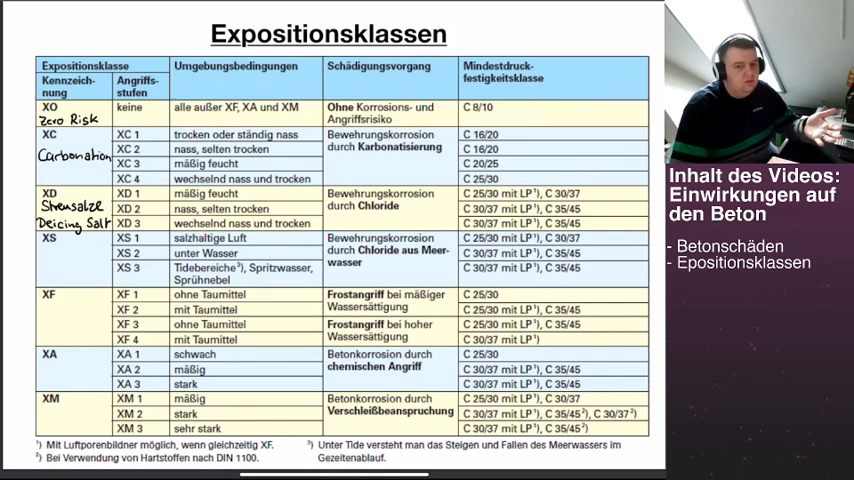 Expositionsklassen
Expositionsklasse Umgebungsbedingungen Schädigungsvorgang Mindestdruck-
festigkeitsklasse
Kennzeich-
nung Angriffs-
stufen
XO keine alle außer XF, XA und XM Ohne Korrosions- und
Angriffsrisiko C 8/10
Zero Risk
XC XC 1 trocken oder ständig nass Bewehrungskorrosion
durch Karbonatisierung C 16/20
Carbonation XC 2 nass, selten trocken C 16/20
XC 3 mäßig feucht C 20/25
XC 4 wechselnd nass und trocken C 25/30
XD XD 1 mäßig feucht Bewehrungskorrosion
durch Chloride C 25/30 mit LP¹), C 30/37
Streusalze XD 2 nass, selten trocken C 30/37 mit LP¹), C 35/45
Deicing Salt XD 3 wechselnd nass und trocken C 30/37 mit LP¹), C 35/45
XS XS 1 salzhaltige Luft Bewehrungskorrosion
durch Chloride aus Meer-
wasser C 25/30 mit LP¹), C 30/37
XS 2 unter Wasser C 30/37 mit LP¹), C 35/45
XS 3 Tidebereiche³), Spritzwasser,
Sprühnebel C 30/37 mit LP¹), C 35/45
XF XF 1 ohne Taumittel Frostangriff bei mäßiger
Wassersättigung C 25/30
XF 2 mit Taumittel C 25/30 mit LP¹), C 35/45
XF 3 ohne Taumittel Frostangriff bei hoher
Wassersättigung C 25/30 mit LP¹), C 35/45
XF 4 mit Taumittel C 30/37 mit LP¹)
XA XA 1 schwach Betonkorrosion durch
chemischen Angriff C 25/30
XA 2 mäßig C 30/37 mit LP¹), C 35/45
XA 3 stark C 30/37 mit LP¹), C 35/45
XM XM 1 mäßig Betonkorrosion durch
Verschleißbeanspruchung C 25/30 mit LP¹), C 30/37
XM 2 stark C 30/37 mit LP¹), C 35/45²), C 30/37²)
XM 3 sehr stark C 30/37 mit LP¹), C 35/45²)
¹) Mit Luftporenbildner möglich, wenn gleichzeitig XF.
²) Bei Verwendung von Hartstoffen nach DIN 1100.
³) Unter Tide versteht man das Steigen und Fallen des Meerwassers im
Gezeitenablauf.
Inhalt des Videos:
Einwirkungen auf
den Beton
- Betonschäden
- Epositionsklassen